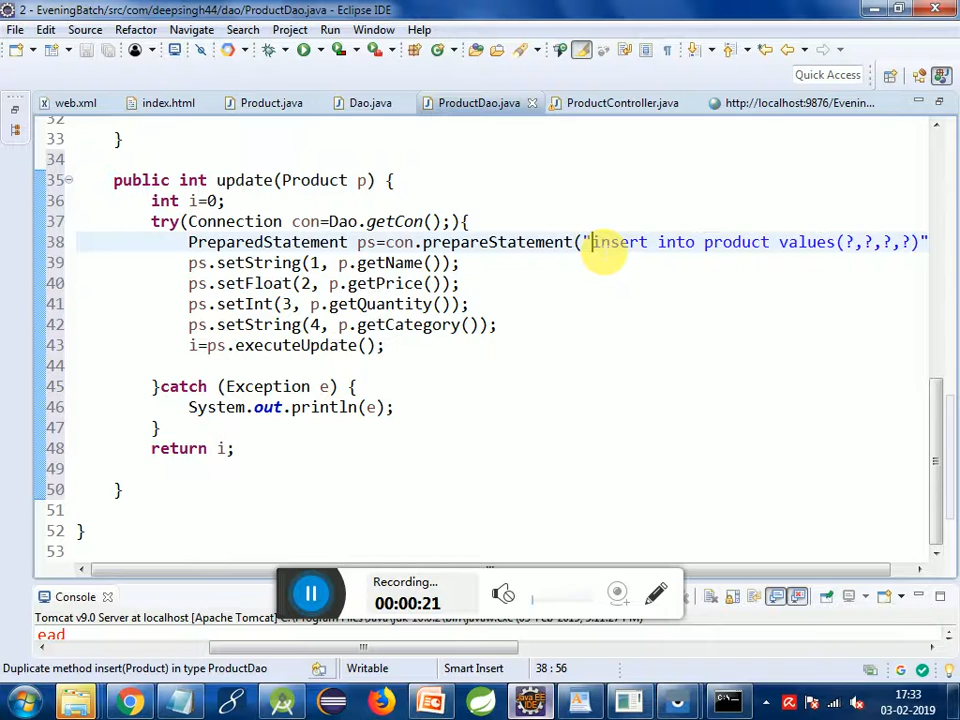 2 - EveningBatch/src/com/deepsingh44/dao/ProductDao.java - Eclipse IDE
File Edit Source Refactor Navigate Search Project Run Window Help
Quick Access
web.xml index.html Product.java Dao.java ProductDao.java ProductController.java http://localhost:9876/Evenin...
32
33 }
34
35 public int update(Product p) {
36 int i=0;
37 try(Connection con=Dao.getCon();){
38 PreparedStatement ps=con.prepareStatement("insert into product values(?,?,?,?)"
39 ps.setString(1, p.getName());
40 ps.setFloat(2, p.getPrice());
41 ps.setInt(3, p.getQuantity());
42 ps.setString(4, p.getCategory());
43 i=ps.executeUpdate();
44
45 }catch (Exception e) {
46 System.out.println(e);
47 }
48 return i;
49
50 }
51
52 }
53
Recording...
00:00:21
Console
Tomcat v9.0 Server at localhost [Apache Tomcat]
ead
Duplicate method insert(Product) in type ProductDao Writable Smart Insert 38 : 56
17:33
03-02-2019